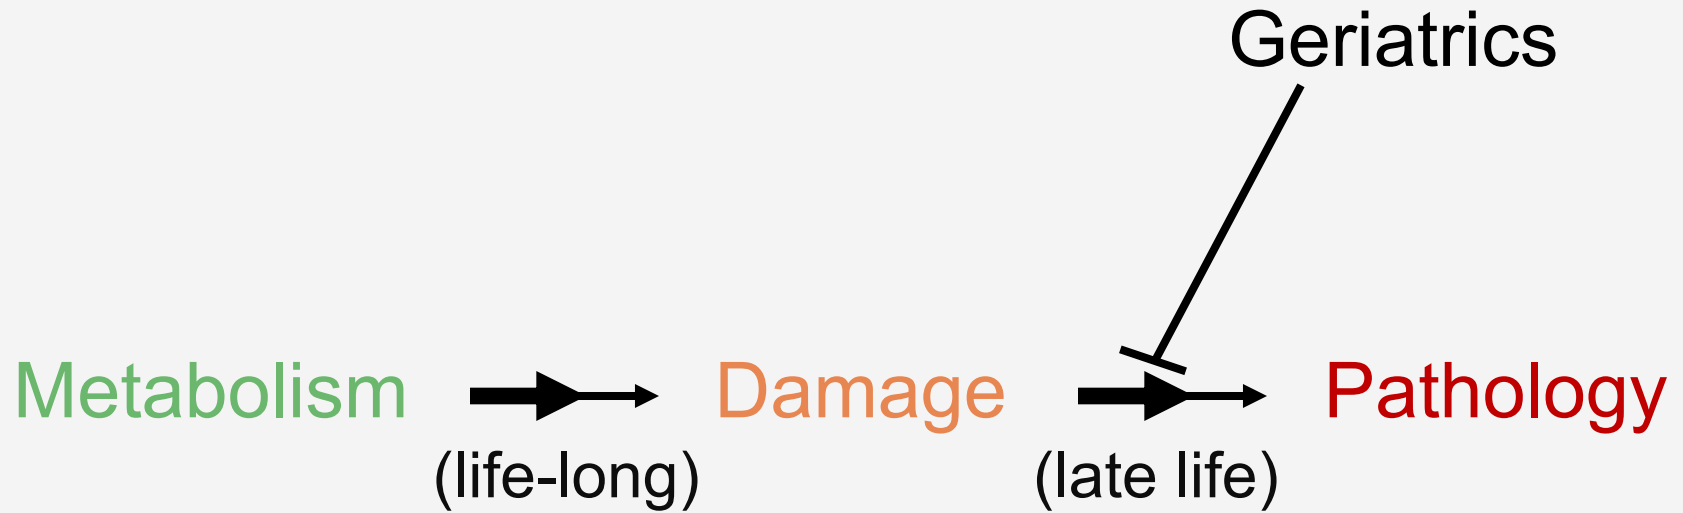 Geriatrics
Metabolism Damage Pathology
(life-long) (late life)